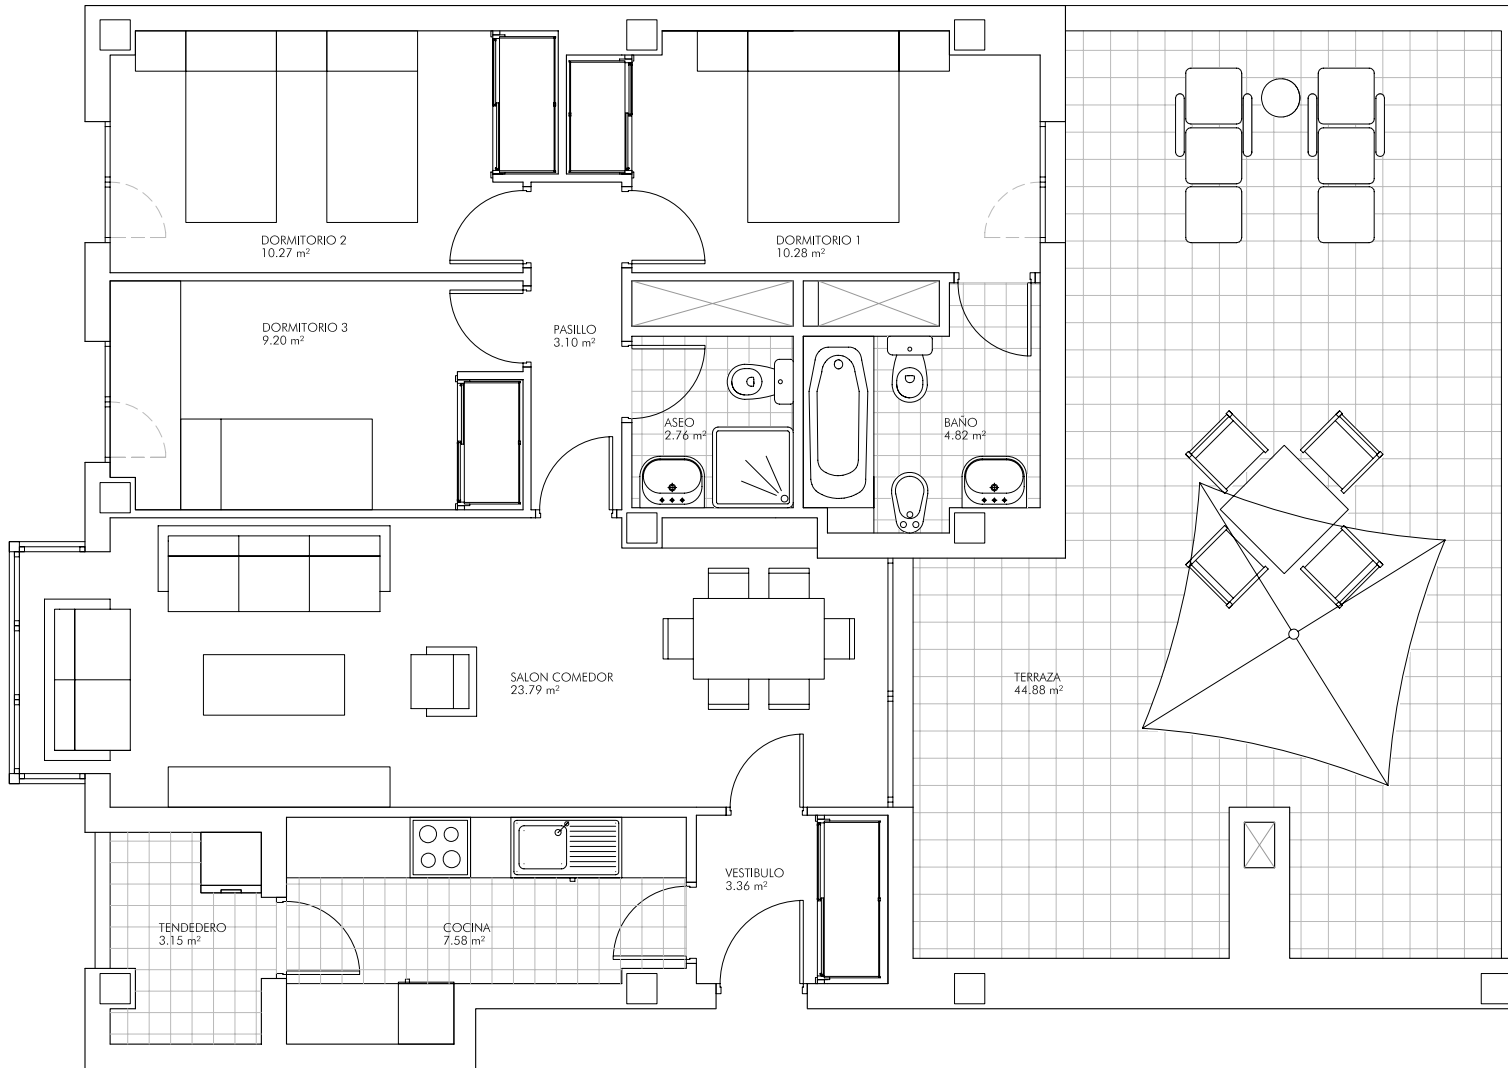 DORMITORIO 2
10.27 m²
DORMITORIO 1
10.28 m²
DORMITORIO 3
9.20 m²
PASILLO
3.10 m²
ASEO
2.76 m²
BAÑO
4.82 m²
SALON COMEDOR
23.79 m²
TERRAZA
44.88 m²
VESTIBULO
3.36 m²
TENDEDERO
3.15 m²
COCINA
7.58 m²